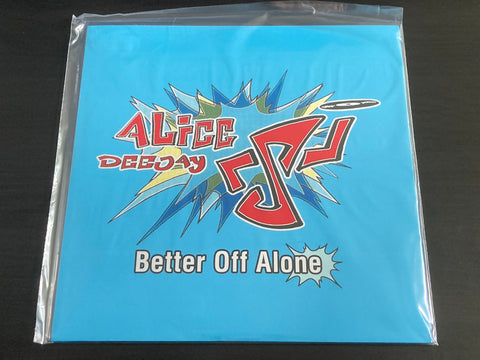 ALiCE
DEEJAY
Better Off Alone